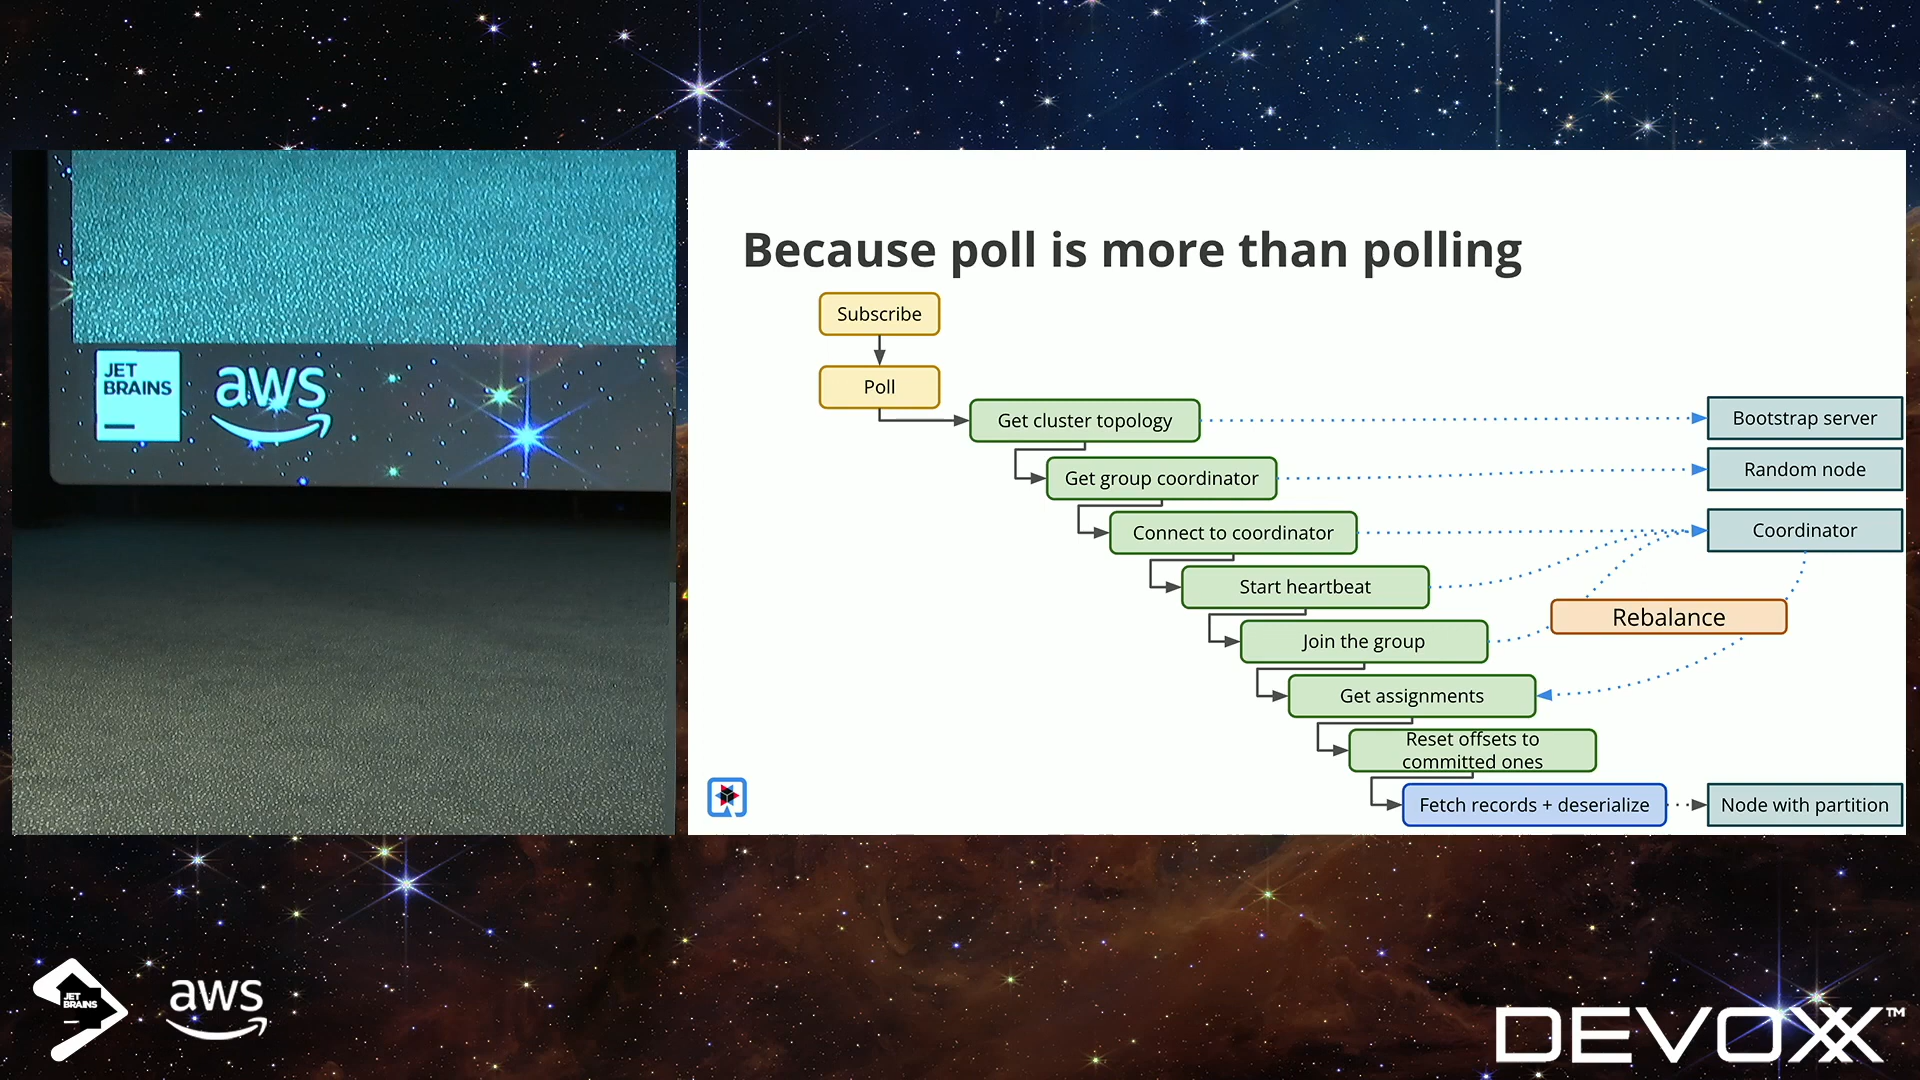 JET
BRAINS
aws
Because poll is more than polling
Subscribe
Poll
Get cluster topology
Bootstrap server
Get group coordinator
Random node
Connect to coordinator
Coordinator
Start heartbeat
Rebalance
Join the group
Get assignments
Reset offsets to
committed ones
Fetch records + deserialize
Node with partition
JET
BRAINS
aws
DEVOXX™